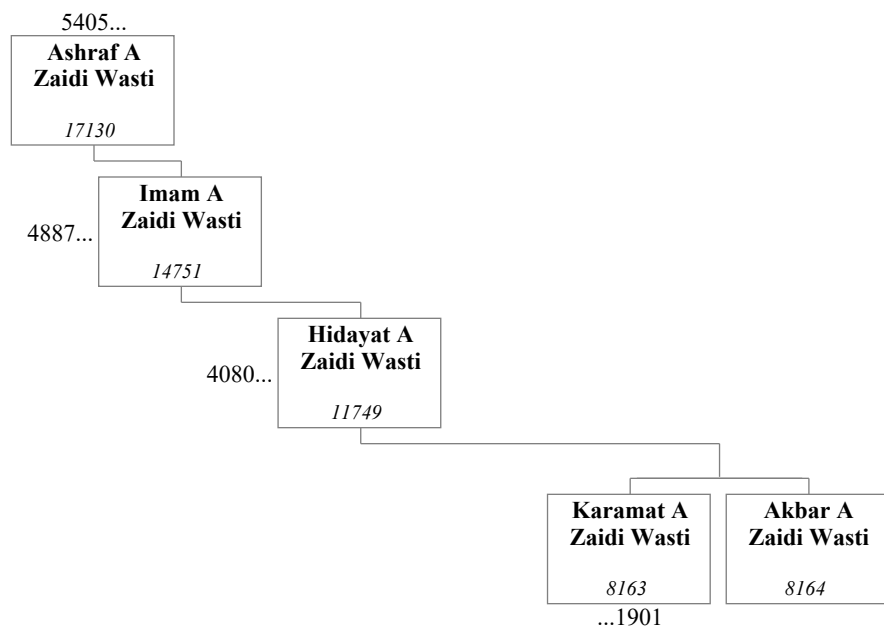 5405...
Ashraf A
Zaidi Wasti
17130
Imam A
Zaidi Wasti
4887...
14751
Hidayat A
Zaidi Wasti
4080...
11749
Karamat A
Zaidi Wasti
8163
...1901
Akbar A
Zaidi Wasti
8164